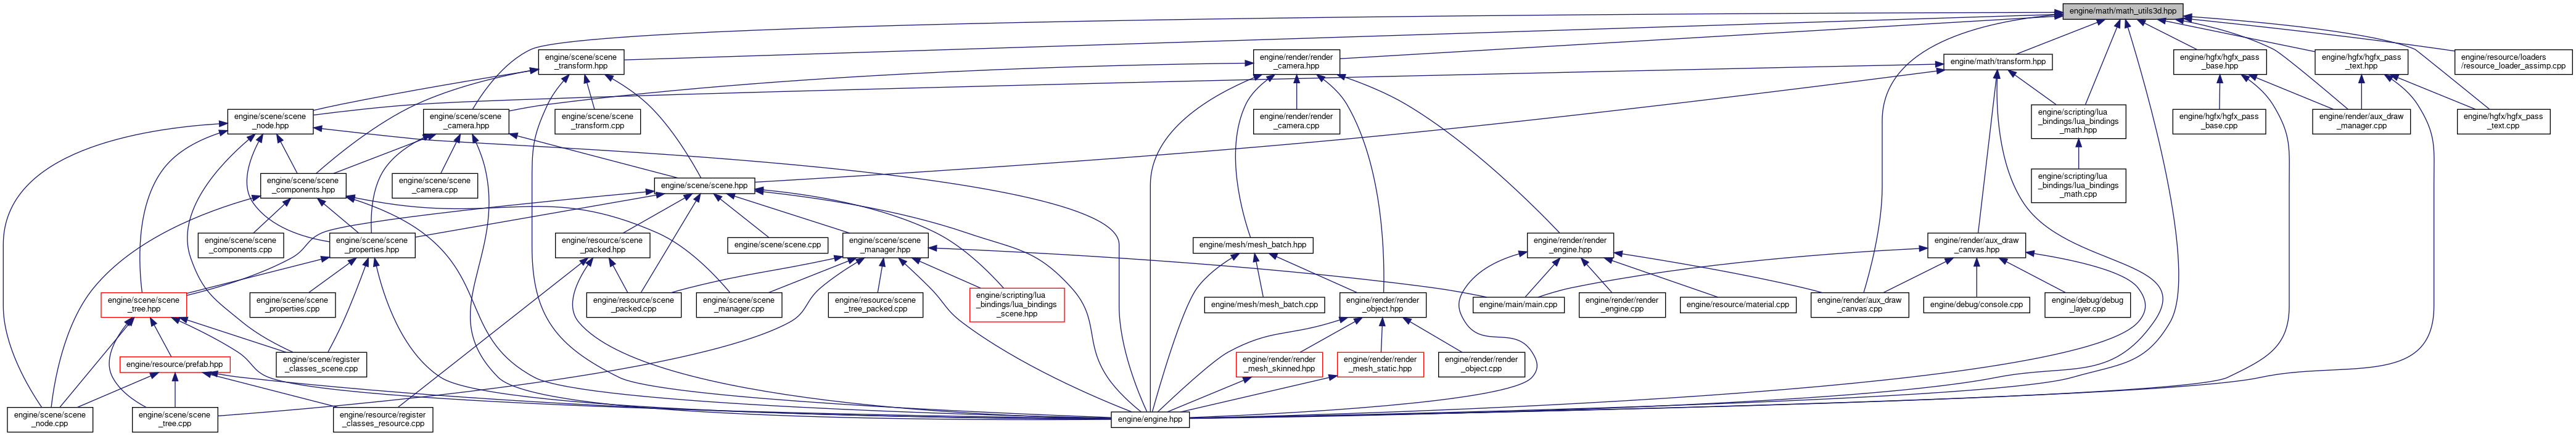 engine/math/math_utils3d.hpp
engine/scene/scene
_transform.hpp
engine/render/render
_camera.hpp
engine/math/transform.hpp
engine/hgfx/hgfx_pass
_base.hpp
engine/hgfx/hgfx_pass
_text.hpp
engine/resource/loaders
/resource_loader_assimp.cpp
engine/scene/scene
_node.hpp
engine/scene/scene
_camera.hpp
engine/scene/scene
_transform.cpp
engine/render/render
_camera.cpp
engine/scripting/lua
_bindings/lua_bindings
_math.hpp
engine/hgfx/hgfx_pass
_base.cpp
engine/render/aux_draw
_manager.cpp
engine/hgfx/hgfx_pass
_text.cpp
engine/scene/scene
_components.hpp
engine/scene/scene
_camera.cpp
engine/scene/scene.hpp
engine/scripting/lua
_bindings/lua_bindings
_math.cpp
engine/scene/scene
_components.cpp
engine/scene/scene
_properties.hpp
engine/resource/scene
_packed.hpp
engine/scene/scene.cpp
engine/scene/scene
_manager.hpp
engine/mesh/mesh_batch.hpp
engine/render/render
_engine.hpp
engine/render/aux_draw
_canvas.hpp
engine/scene/scene
_tree.hpp
engine/scene/scene
_properties.cpp
engine/resource/scene
_packed.cpp
engine/scene/scene
_manager.cpp
engine/resource/scene
_tree_packed.cpp
engine/scripting/lua
_bindings/lua_bindings
_scene.hpp
engine/mesh/mesh_batch.cpp
engine/render/render
_object.hpp
engine/main/main.cpp
engine/render/render
_engine.cpp
engine/resource/material.cpp
engine/render/aux_draw
_canvas.cpp
engine/debug/console.cpp
engine/debug/debug
_layer.cpp
engine/resource/prefab.hpp
engine/scene/register
_classes_scene.cpp
engine/render/render
_mesh_skinned.hpp
engine/render/render
_mesh_static.hpp
engine/render/render
_object.cpp
engine/scene/scene
_node.cpp
engine/scene/scene
_tree.cpp
engine/resource/register
_classes_resource.cpp
engine/engine.hpp